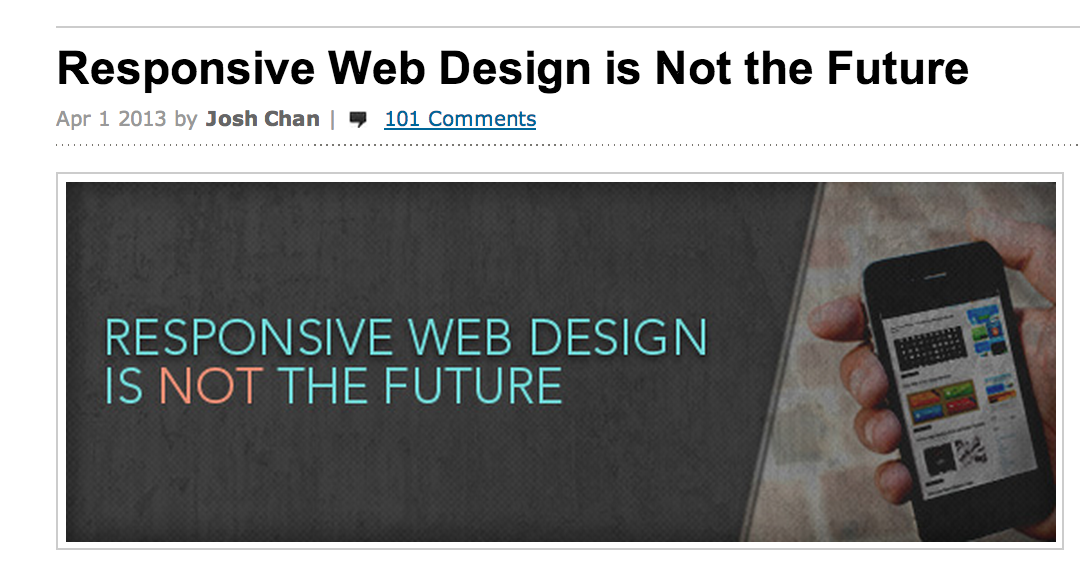 Responsive Web Design is Not the Future
Apr 1 2013 by Josh Chan | 101 Comments
RESPONSIVE WEB DESIGN
IS NOT THE FUTURE